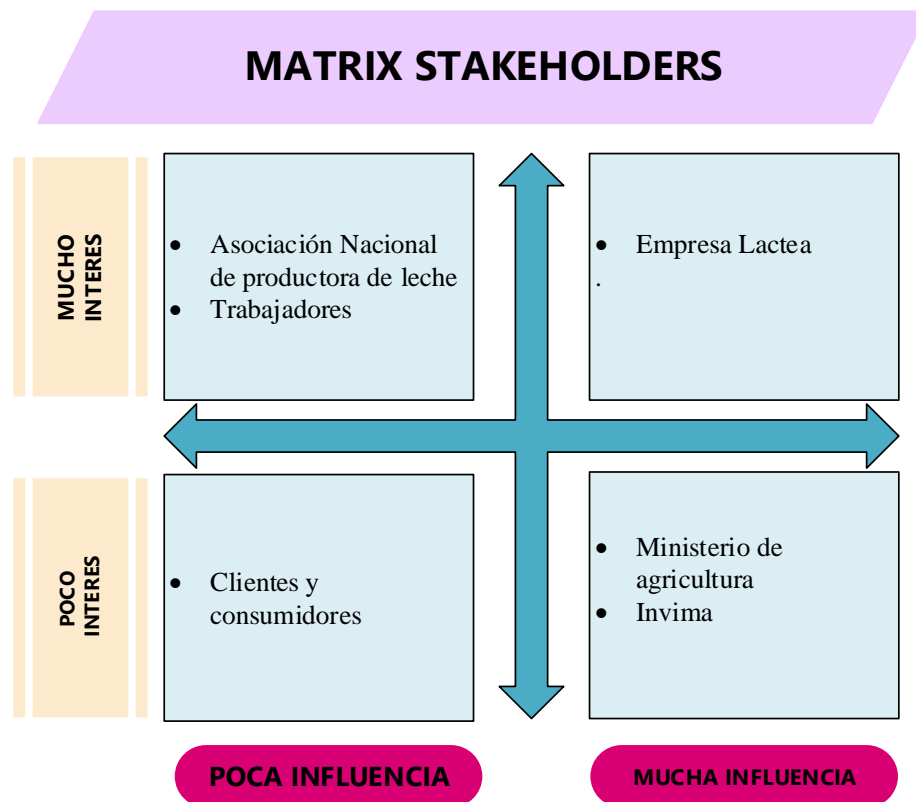 MATRIX STAKEHOLDERS
MUCHO
INTERES
• Asociación Nacional
de productora de leche
• Trabajadores
• Empresa Lactea
.
POCO
INTERES
• Clientes y
consumidores
• Ministerio de
agricultura
• Invima
POCA INFLUENCIA
MUCHA INFLUENCIA